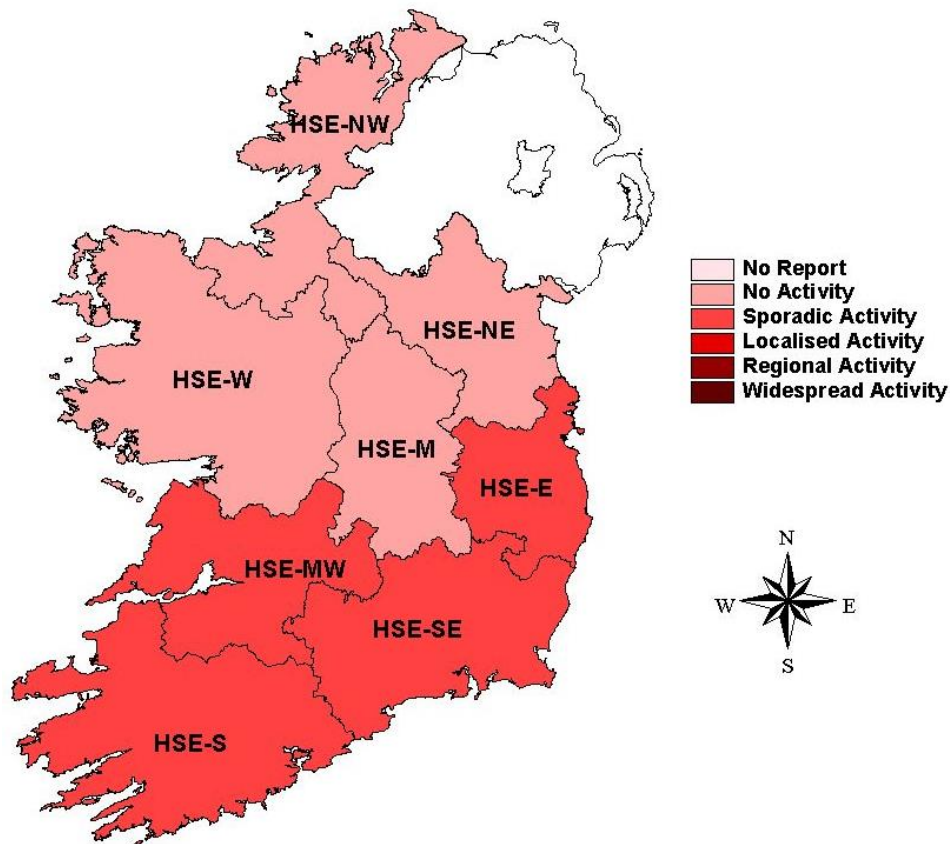 HSE-NW
HSE-NE
HSE-W
HSE-M
HSE-E
HSE-MW
HSE-SE
HSE-S
No Report
No Activity
Sporadic Activity
Localised Activity
Regional Activity
Widespread Activity
N
W E
S